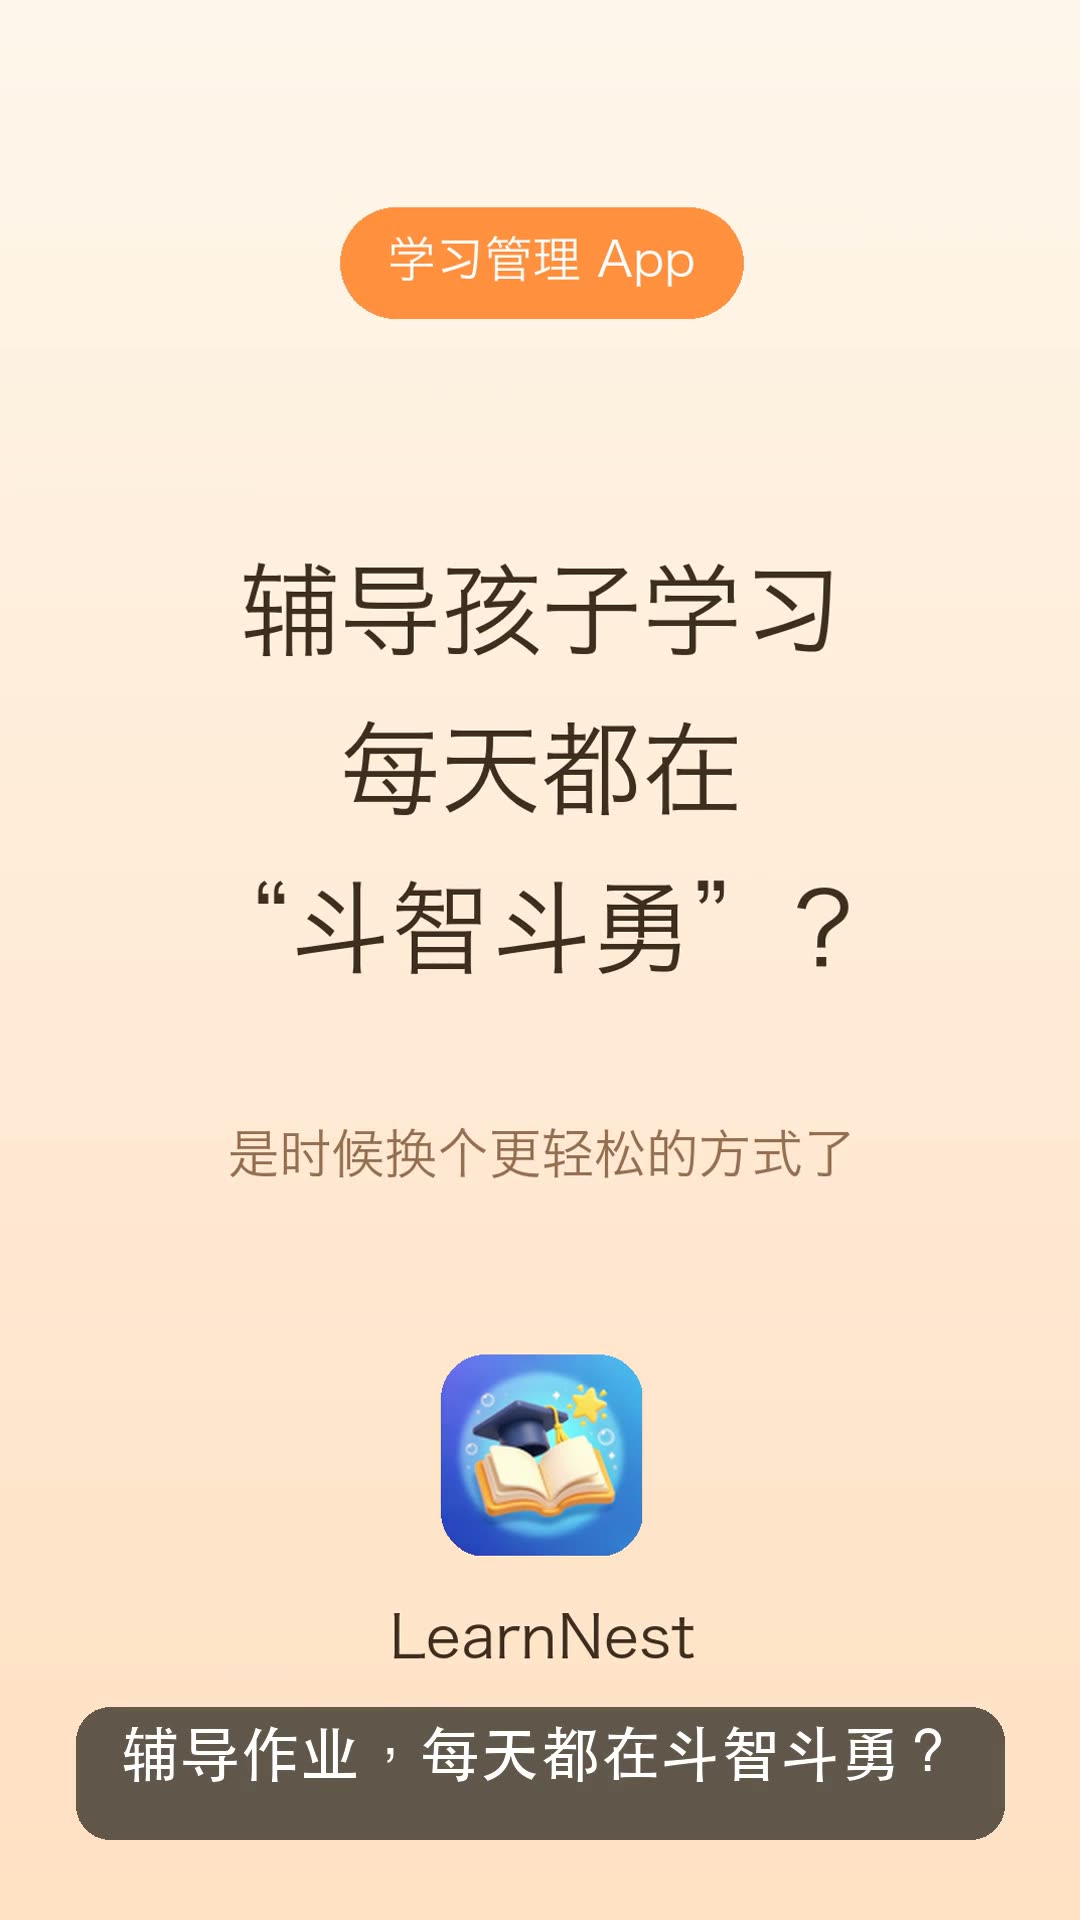 学习管理 App
辅导孩子学习
每天都在
“斗智斗勇”？
是时候换个更轻松的方式了
LearnNest
辅导作业，每天都在斗智斗勇？